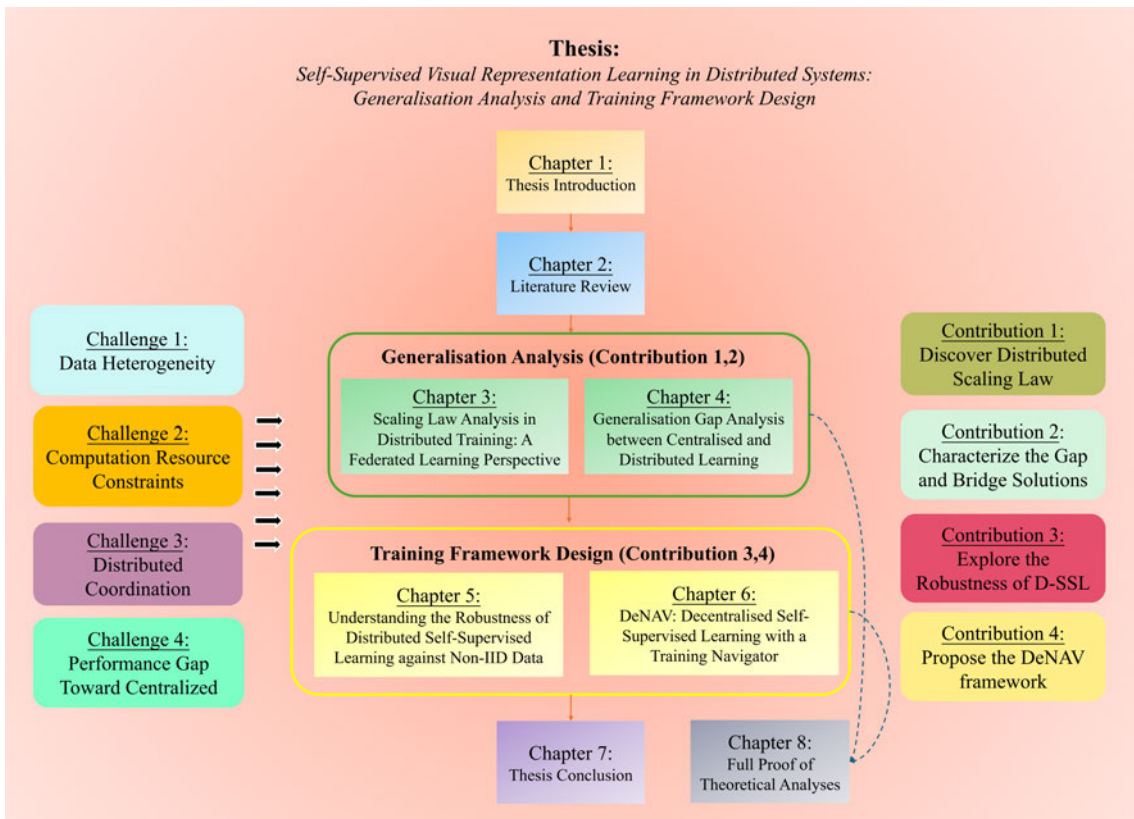 Thesis:
Self-Supervised Visual Representation Learning in Distributed Systems:
Generalisation Analysis and Training Framework Design
Chapter 1:
Thesis Introduction
Chapter 2:
Literature Review
Challenge 1:
Data Heterogeneity
Challenge 2:
Computation Resource
Constraints
Challenge 3:
Distributed
Coordination
Challenge 4:
Performance Gap
Toward Centralized
Generalisation Analysis (Contribution 1,2)
Chapter 3:
Scaling Law Analysis in
Distributed Training: A
Federated Learning Perspective
Chapter 4:
Generalisation Gap Analysis
between Centralised and
Distributed Learning
Training Framework Design (Contribution 3,4)
Chapter 5:
Understanding the Robustness of
Distributed Self-Supervised
Learning against Non-IID Data
Chapter 6:
DeNAV: Decentralised Self-
Supervised Learning with a
Training Navigator
Chapter 7:
Thesis Conclusion
Chapter 8:
Full Proof of
Theoretical Analyses
Contribution 1:
Discover Distributed
Scaling Law
Contribution 2:
Characterize the Gap
and Bridge Solutions
Contribution 3:
Explore the
Robustness of D-SSL
Contribution 4:
Propose the DeNAV
framework